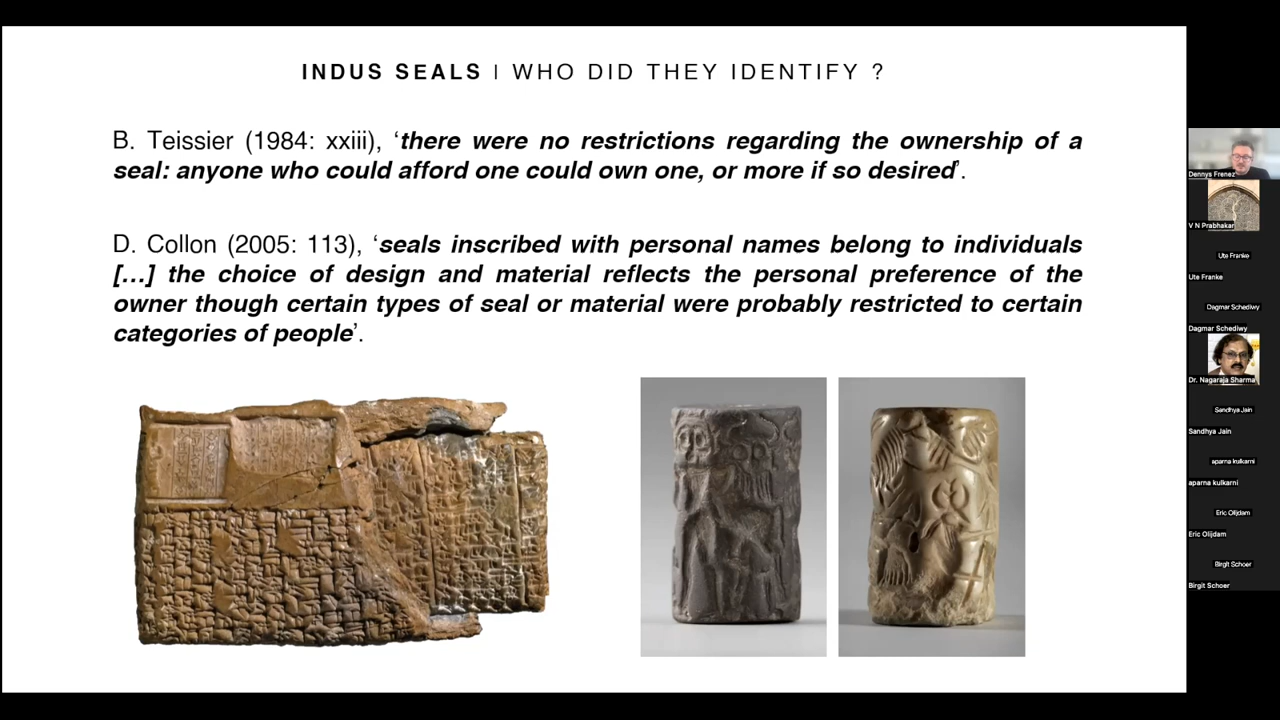 INDUS SEALS | WHO DID THEY IDENTIFY ?
B. Teissier (1984: xxiii), ‘there were no restrictions regarding the ownership of a
seal: anyone who could afford one could own one, or more if so desired’.
D. Collon (2005: 113), ‘seals inscribed with personal names belong to individuals
[...] the choice of design and material reflects the personal preference of the
owner though certain types of seal or material were probably restricted to certain
categories of people’.
Dennys Frenez
V N Prabhakar
Ute Franke
Ute Franke
Dagmar Schediwy
Dagmar Schediwy
Dr. Nagaraja Sharma
Sandhya Jain
Sandhya Jain
aparna kulkarni
aparna kulkarni
Eric Olijdam
Eric Olijdam
Birgit Schoer
Birgit Schoer